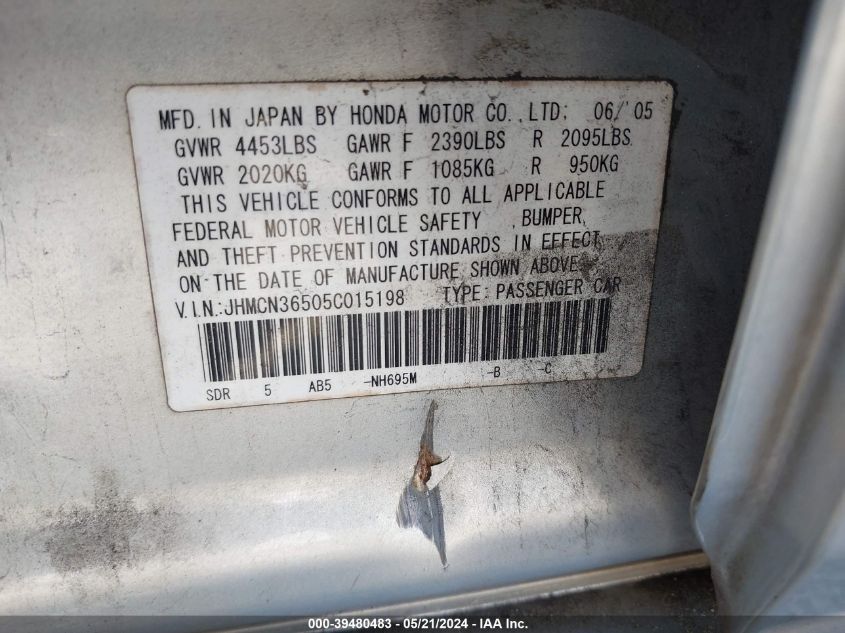 MFD. IN JAPAN BY HONDA MOTOR CO., LTD; 06/'05
GVWR 4453LBS GAWR F 2390LBS R 2095LBS
GVWR 2020KG GAWR F 1085KG R 950KG
THIS VEHICLE CONFORMS TO ALL APPLICABLE
FEDERAL MOTOR VEHICLE SAFETY , BUMPER,
AND THEFT PREVENTION STANDARDS IN EFFECT
ON THE DATE OF MANUFACTURE SHOWN ABOVE.
V.I.N.:JHMCN36505C015198 TYPE:PASSENGER CAR
SDR 5 AB5 -NH695M -B -C
000-39480483 - 05/21/2024 - IAA Inc.